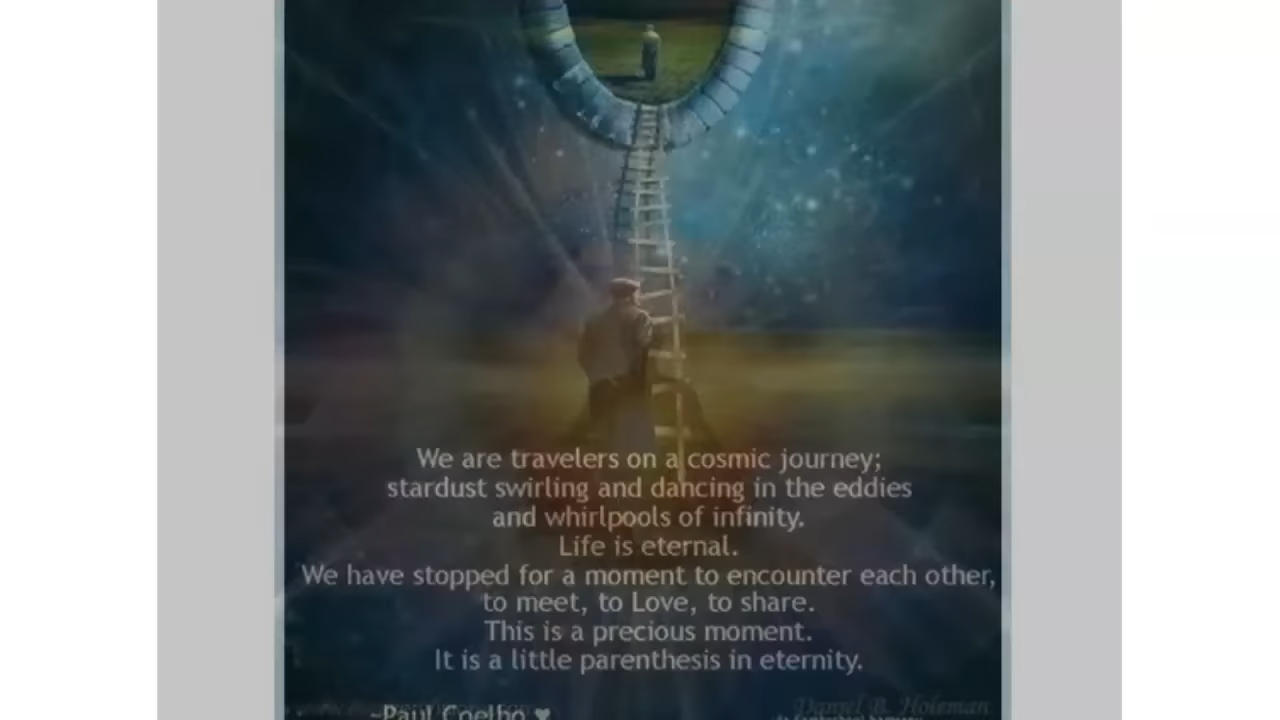 We are travelers on a cosmic journey;
stardust swirling and dancing in the eddies
and whirlpools of infinity.
Life is eternal.
We have stopped for a moment to encounter each other,
to meet, to Love, to share.
This is a precious moment.
It is a little parenthesis in eternity.
~Paul Coelho ♥
Daniel B. Holeman